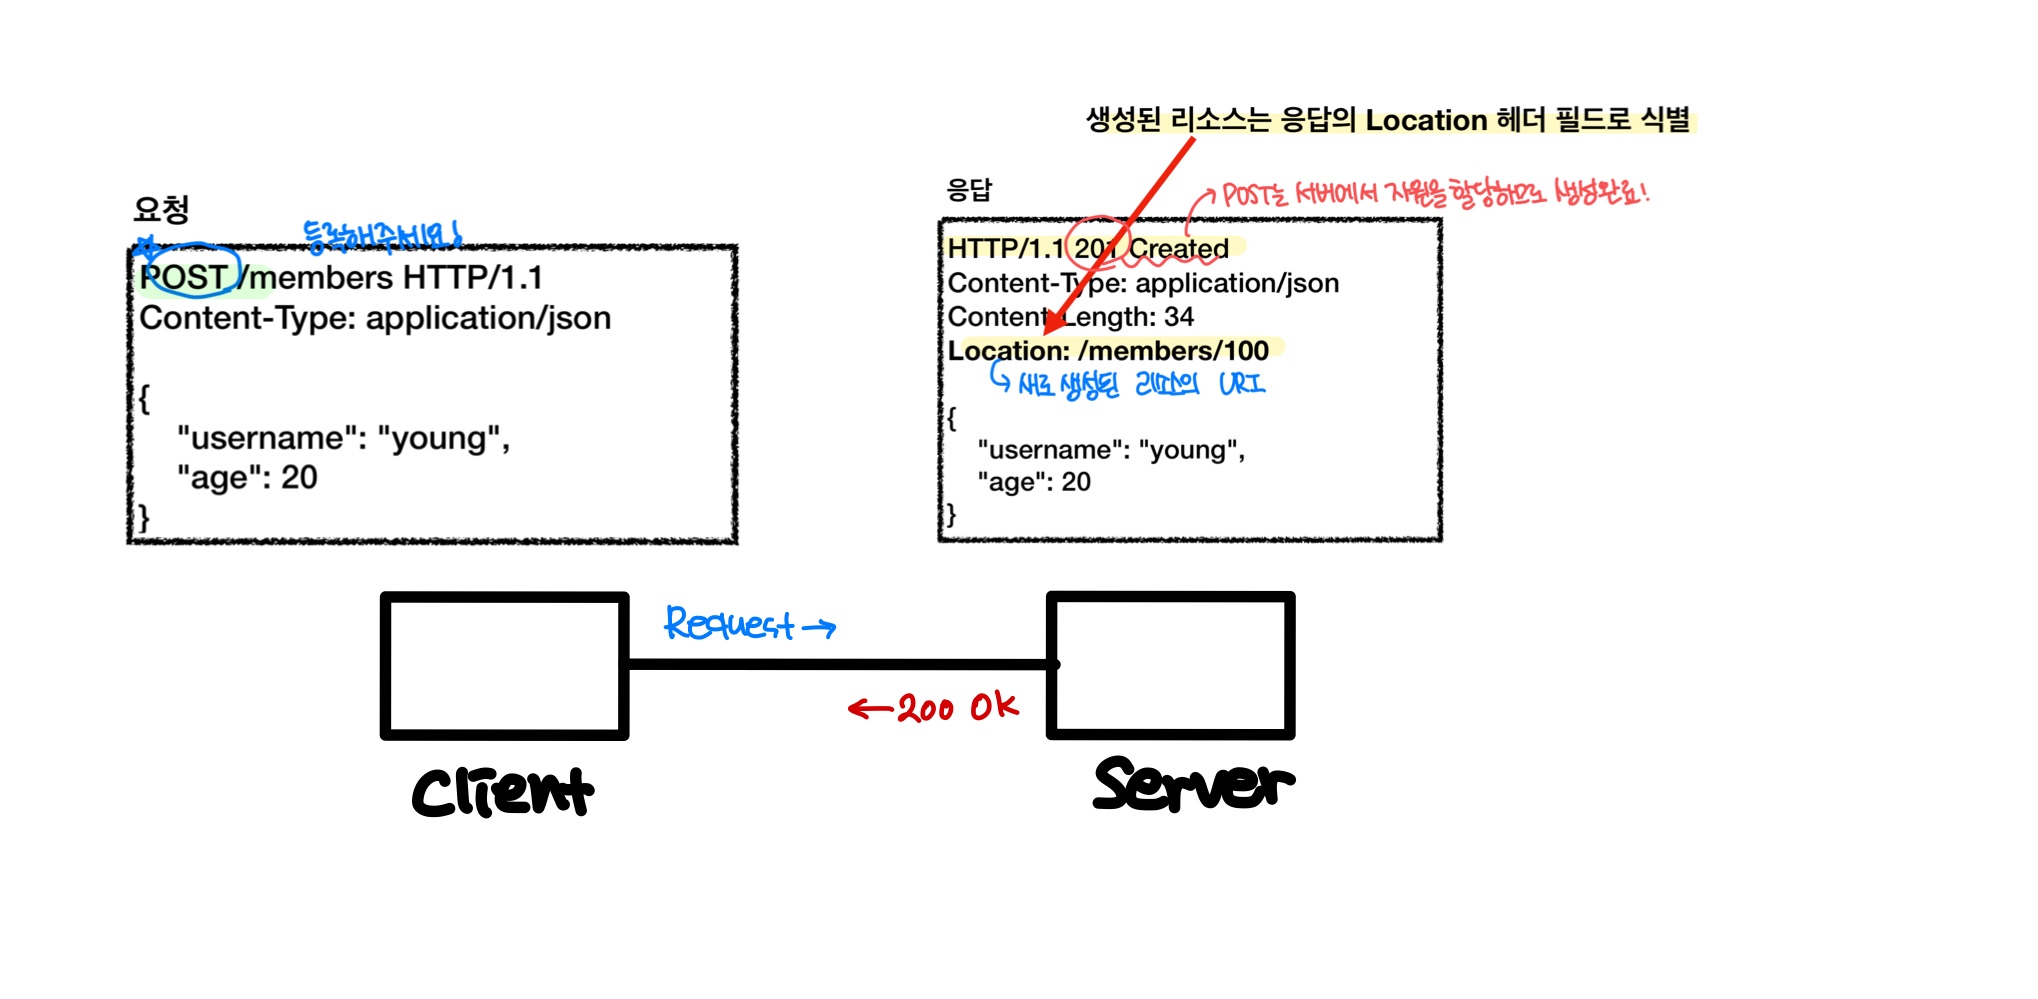 생성된 리소스는 응답의 Location 헤더 필드로 식별
요청
등록해주세요!
POST /members HTTP/1.1
Content-Type: application/json
{
"username": "young",
"age": 20
}
응답
POST는 서버에서 자원을 할당하므로 생성완료!
HTTP/1.1 201 Created
Content-Type: application/json
Content-Length: 34
Location: /members/100
새로 생성된 리소스의 URI
{
"username": "young",
"age": 20
}
Request →
← 200 OK
Client
Server